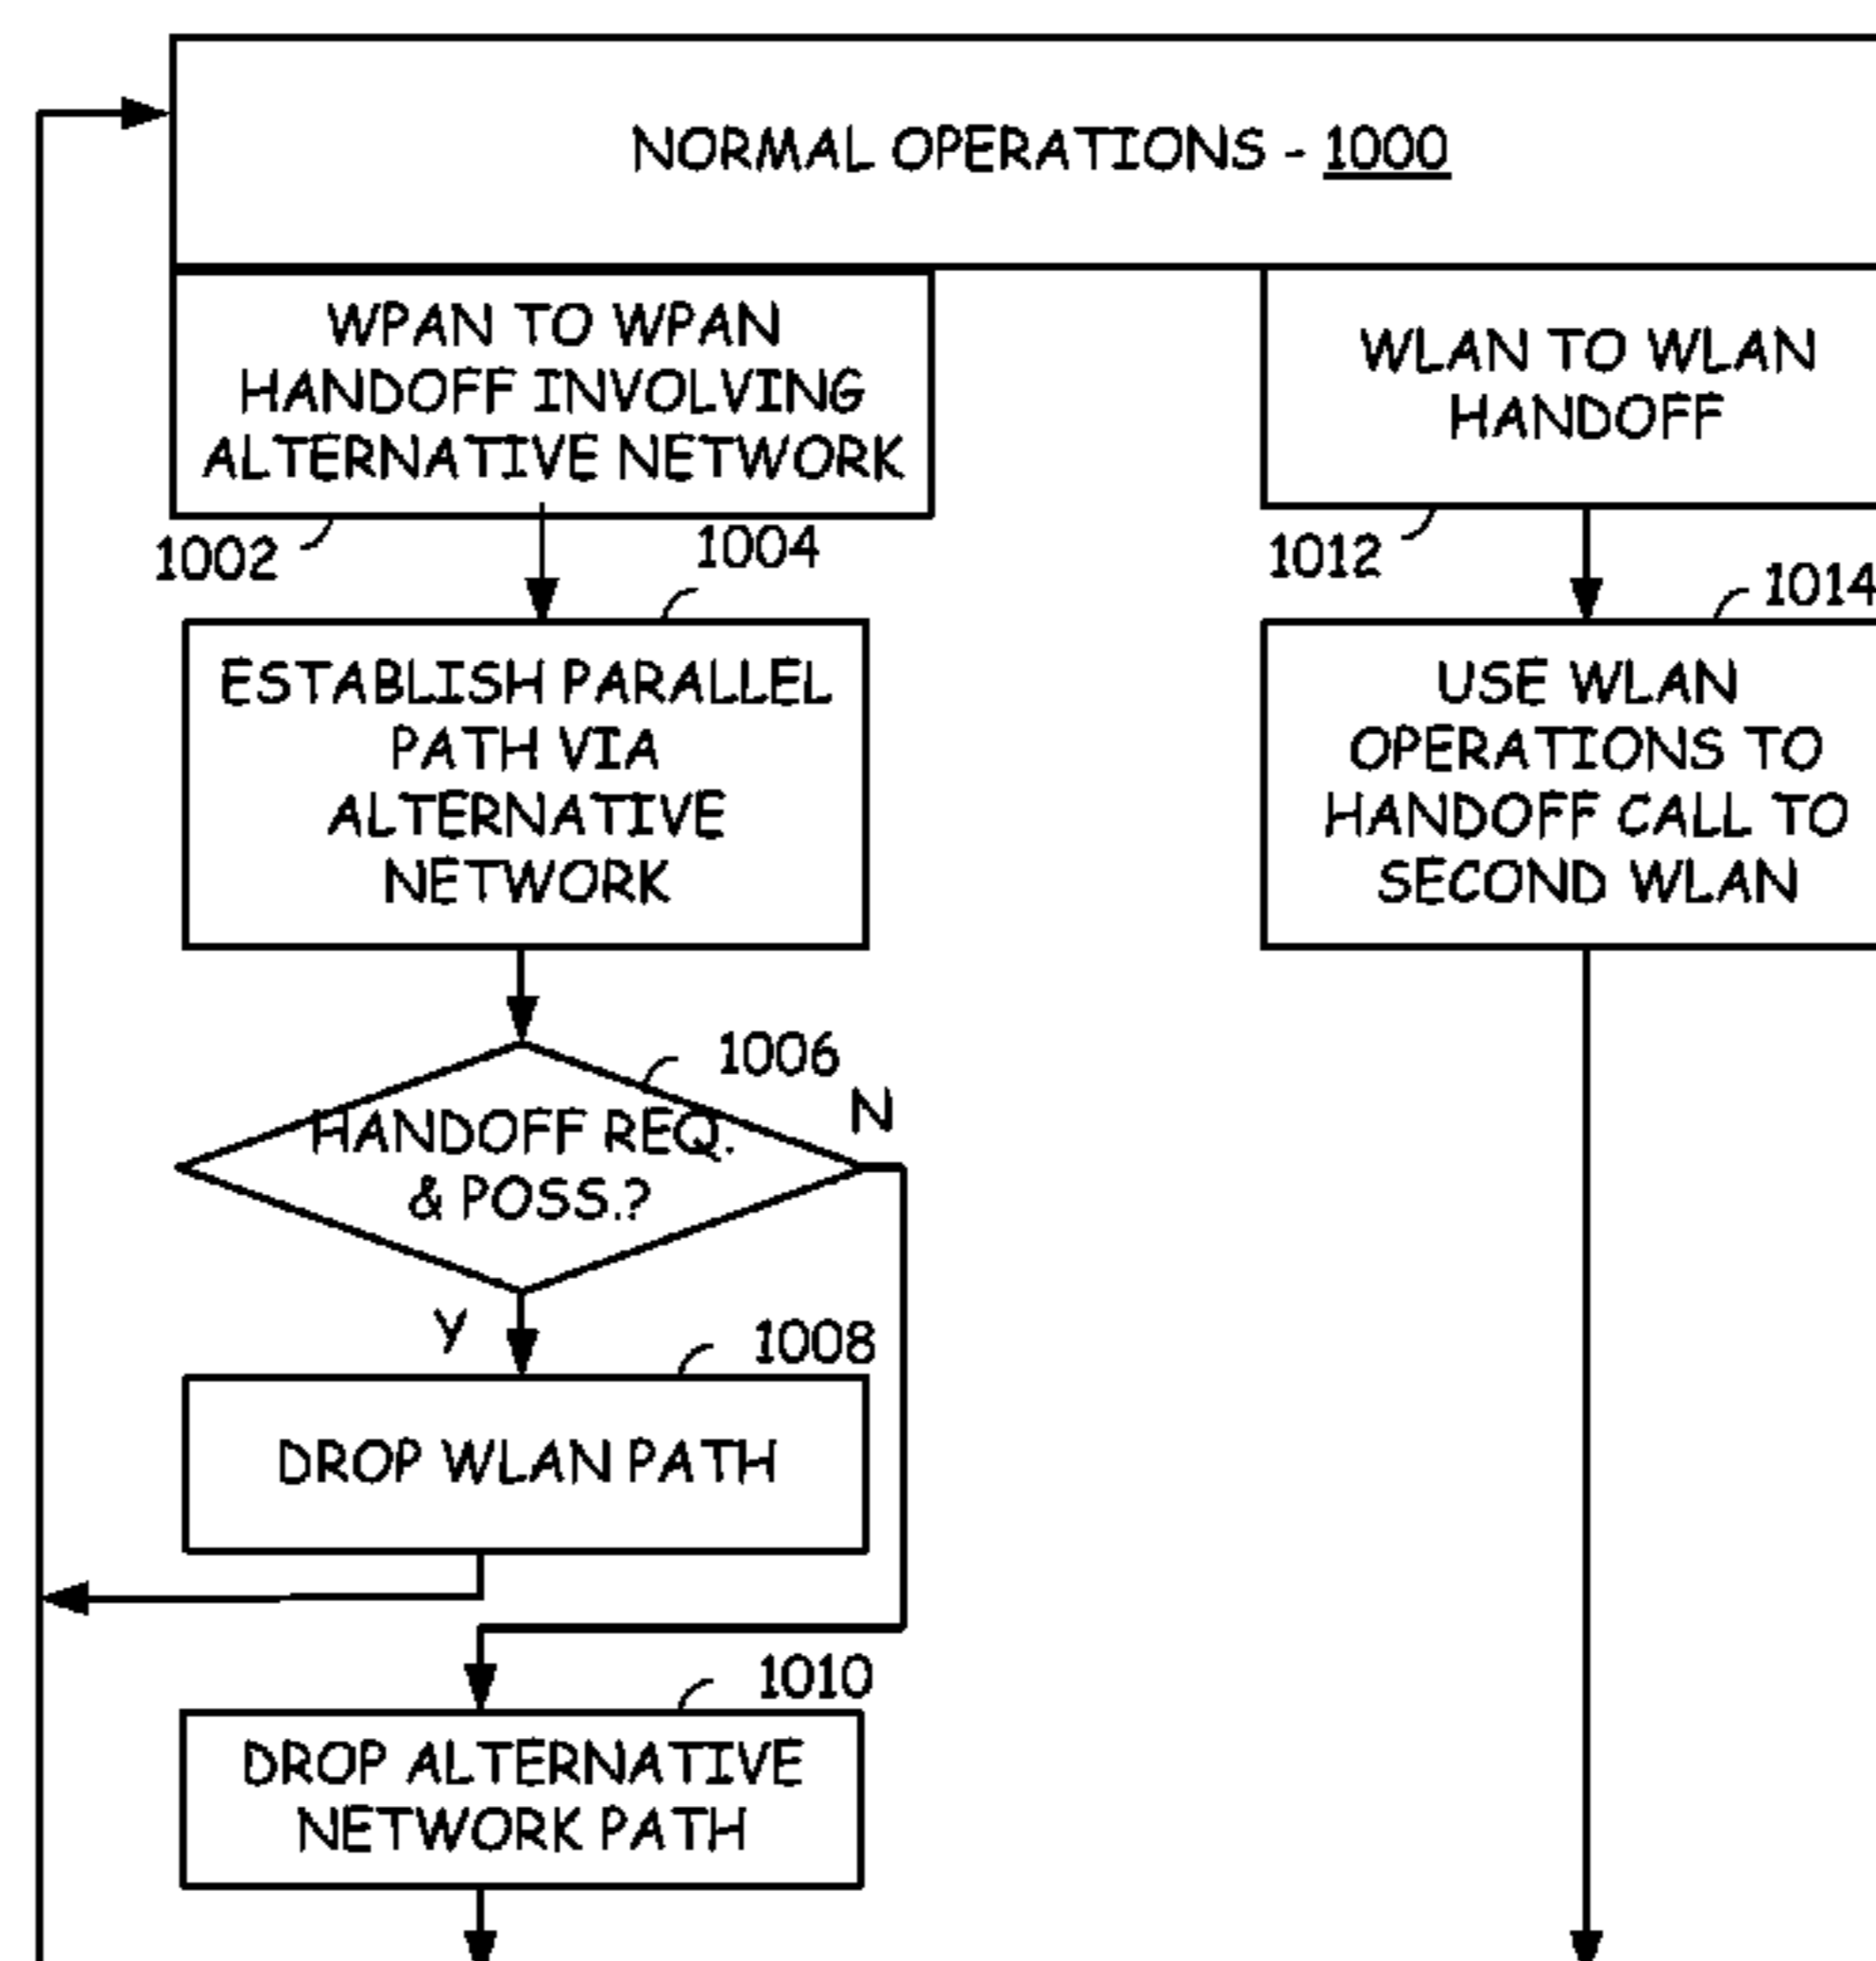 NORMAL OPERATIONS - 1000
WPAN TO WPAN
HANDOFF INVOLVING
ALTERNATIVE NETWORK
1002
1004
ESTABLISH PARALLEL
PATH VIA
ALTERNATIVE
NETWORK
1006
N
HANDOFF REQ.
& POSS.?
Y
1008
DROP WLAN PATH
1010
DROP ALTERNATIVE
NETWORK PATH
WLAN TO WLAN
HANDOFF
1012
1014
USE WLAN
OPERATIONS TO
HANDOFF CALL TO
SECOND WLAN